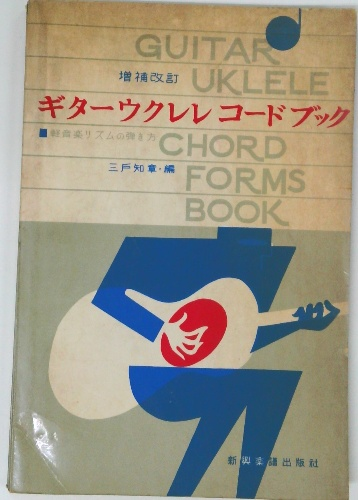 GUITAR
増補改訂
UKLELE
ギターウクレレ コードブック
■軽音楽リズムの弾き方
CHORD
三戸知章・編
FORMS
BOOK
新興楽譜出版社